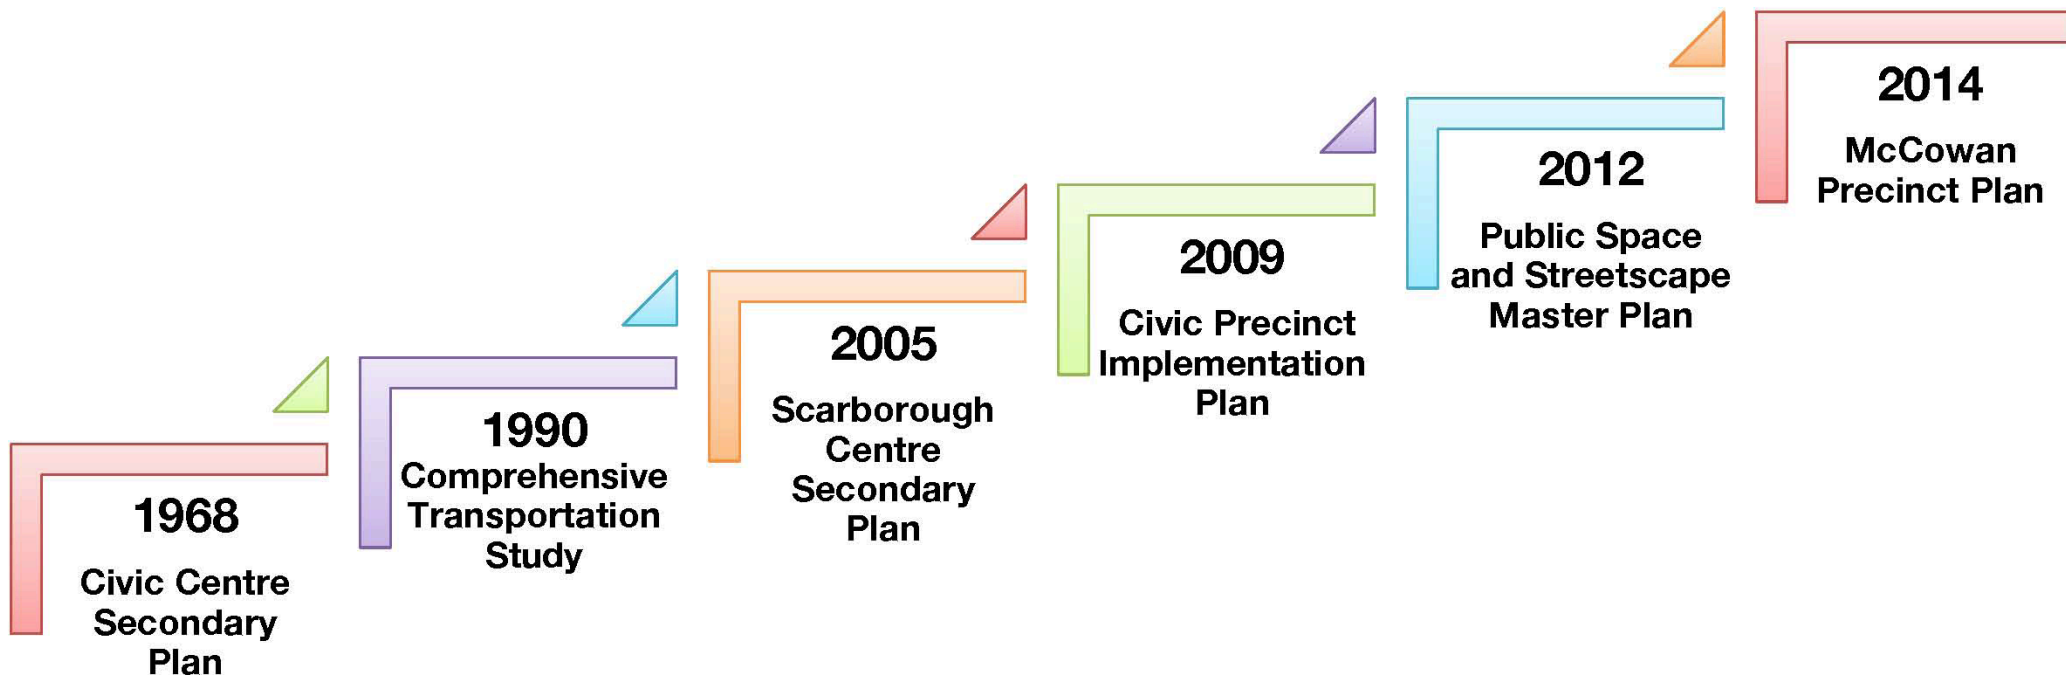 1968
Civic Centre
Secondary
Plan
1990
Comprehensive
Transportation
Study
2005
Scarborough
Centre
Secondary
Plan
2009
Civic Precinct
Implementation
Plan
2012
Public Space
and Streetscape
Master Plan
2014
McCowan
Precinct Plan